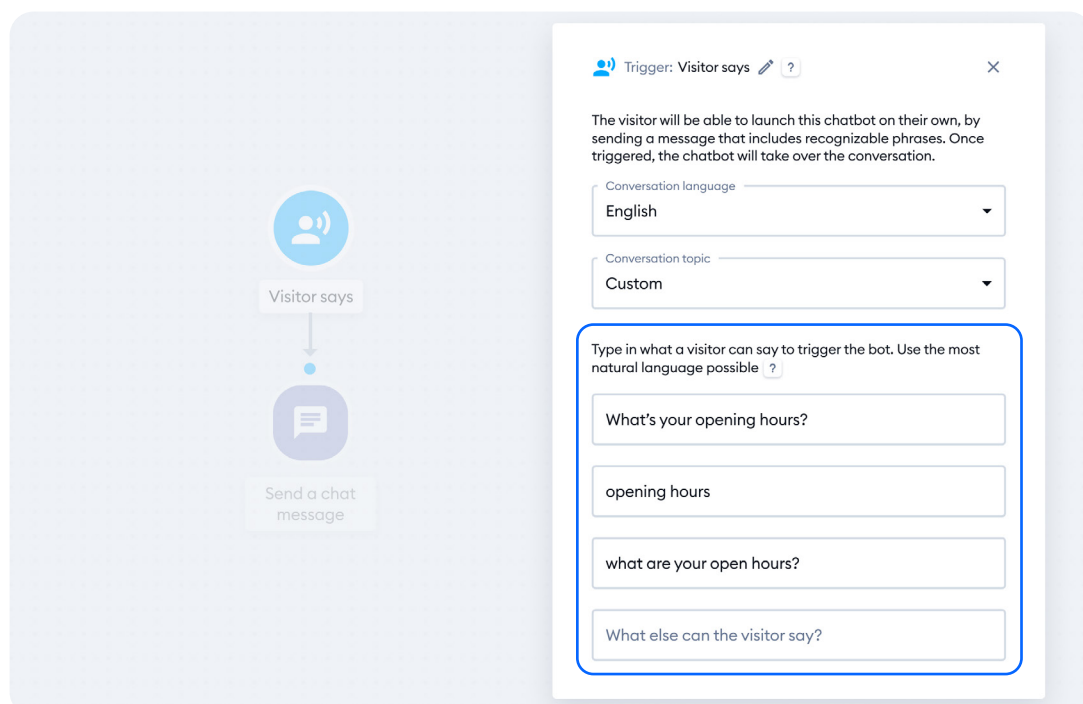 Trigger: Visitor says ?
The visitor will be able to launch this chatbot on their own, by
sending a message that includes recognizable phrases. Once
triggered, the chatbot will take over the conversation.
Conversation language
English
Conversation topic
Custom
Type in what a visitor can say to trigger the bot. Use the most
natural language possible ?
What's your opening hours?
opening hours
what are your open hours?
What else can the visitor say?
Visitor says
Send a chat
message